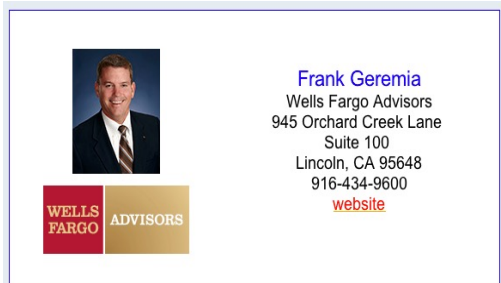 Frank Geremia
Wells Fargo Advisors
945 Orchard Creek Lane
Suite 100
Lincoln, CA 95648
916-434-9600
website
WELLS
FARGO
ADVISORS